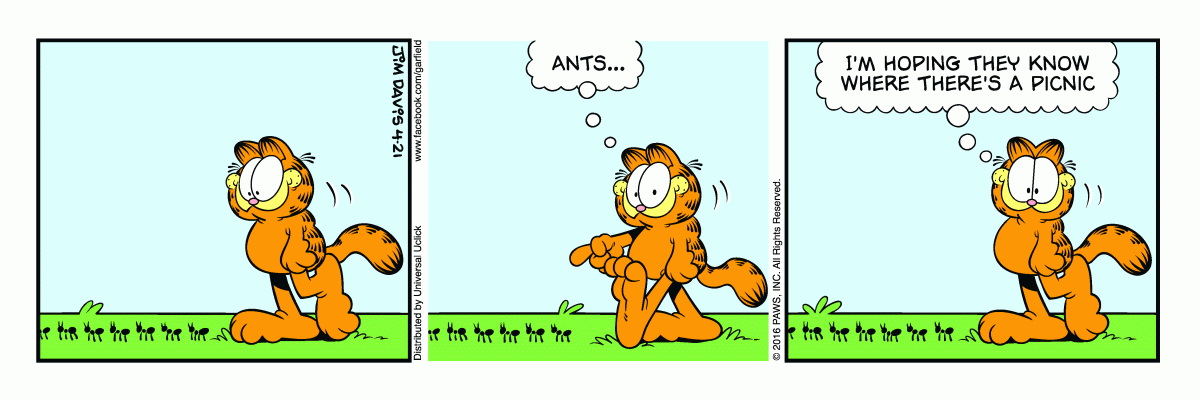 JIM DAVIS 4·21
www.facebook.com/garfield
Distributed by Universal Uclick
ANTS...
© 2016 PAWS, INC. All Rights Reserved.
I'M HOPING THEY KNOW
WHERE THERE'S A PICNIC